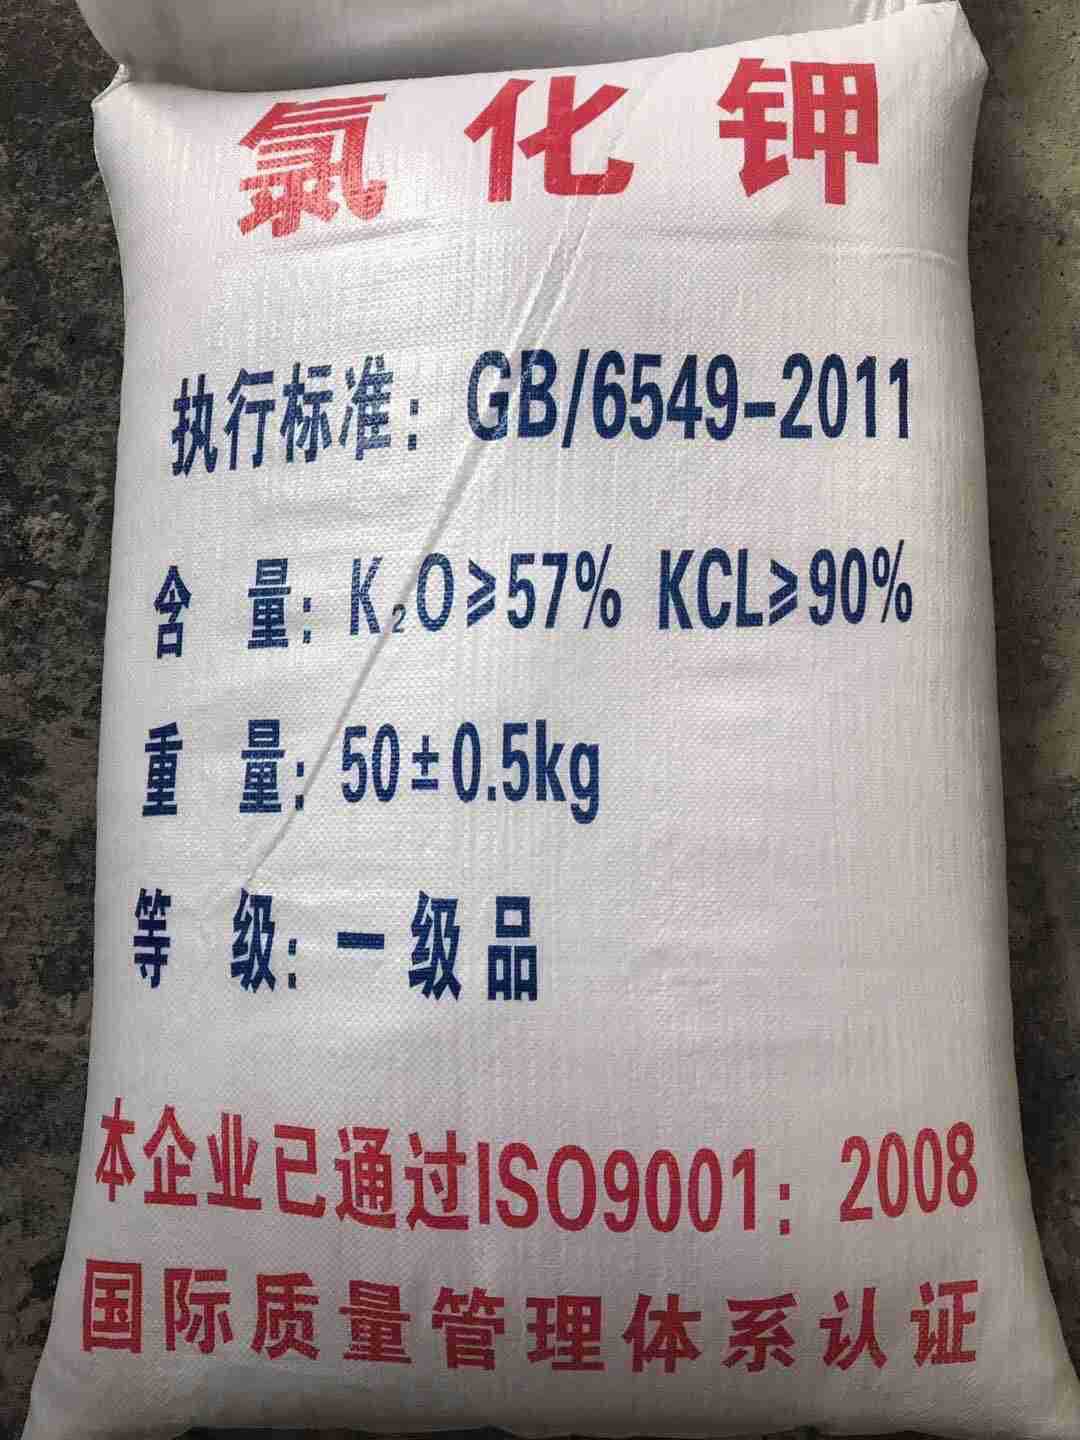 氯化钾
执行标准：GB/6549-2011
含量：K₂O≥57% KCL≥90%
重量：50±0.5kg
等级：一级品
本企业已通过ISO9001：2008
国际质量管理体系认证